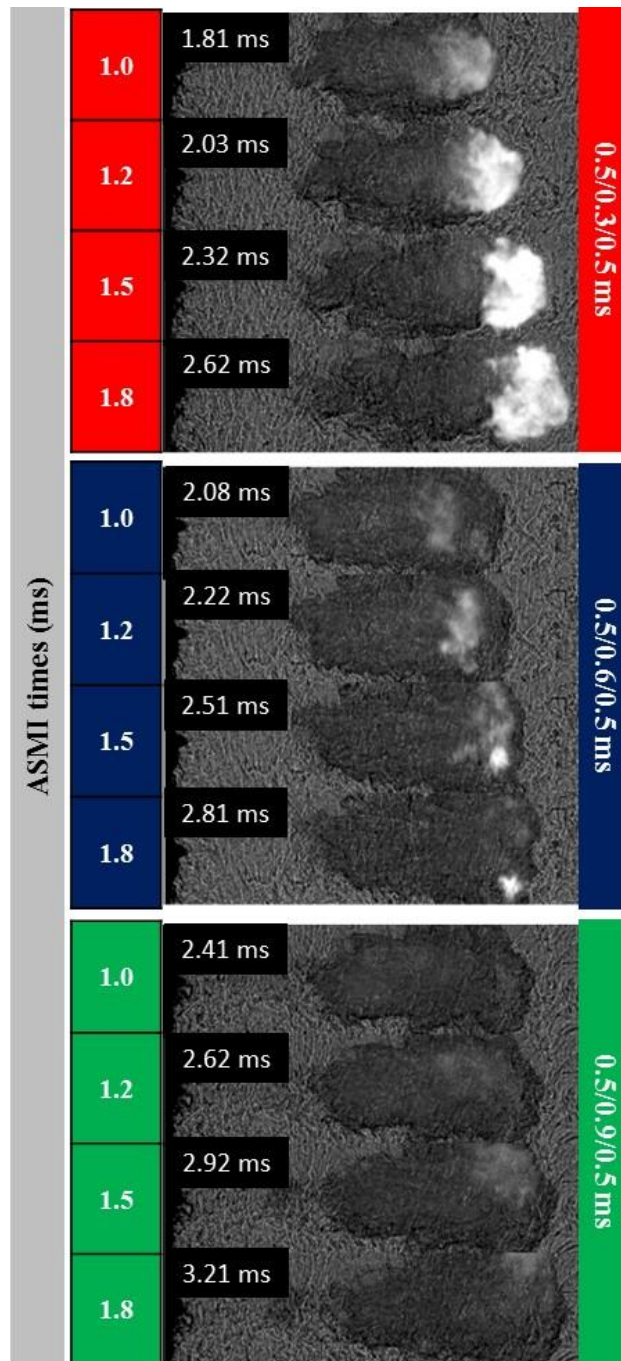 ASMI times (ms)
1.0
1.81 ms
1.2
2.03 ms
1.5
2.32 ms
1.8
2.62 ms
0.5/0.3/0.5 ms
1.0
2.08 ms
1.2
2.22 ms
1.5
2.51 ms
1.8
2.81 ms
0.5/0.6/0.5 ms
1.0
2.41 ms
1.2
2.62 ms
1.5
2.92 ms
1.8
3.21 ms
0.5/0.9/0.5 ms